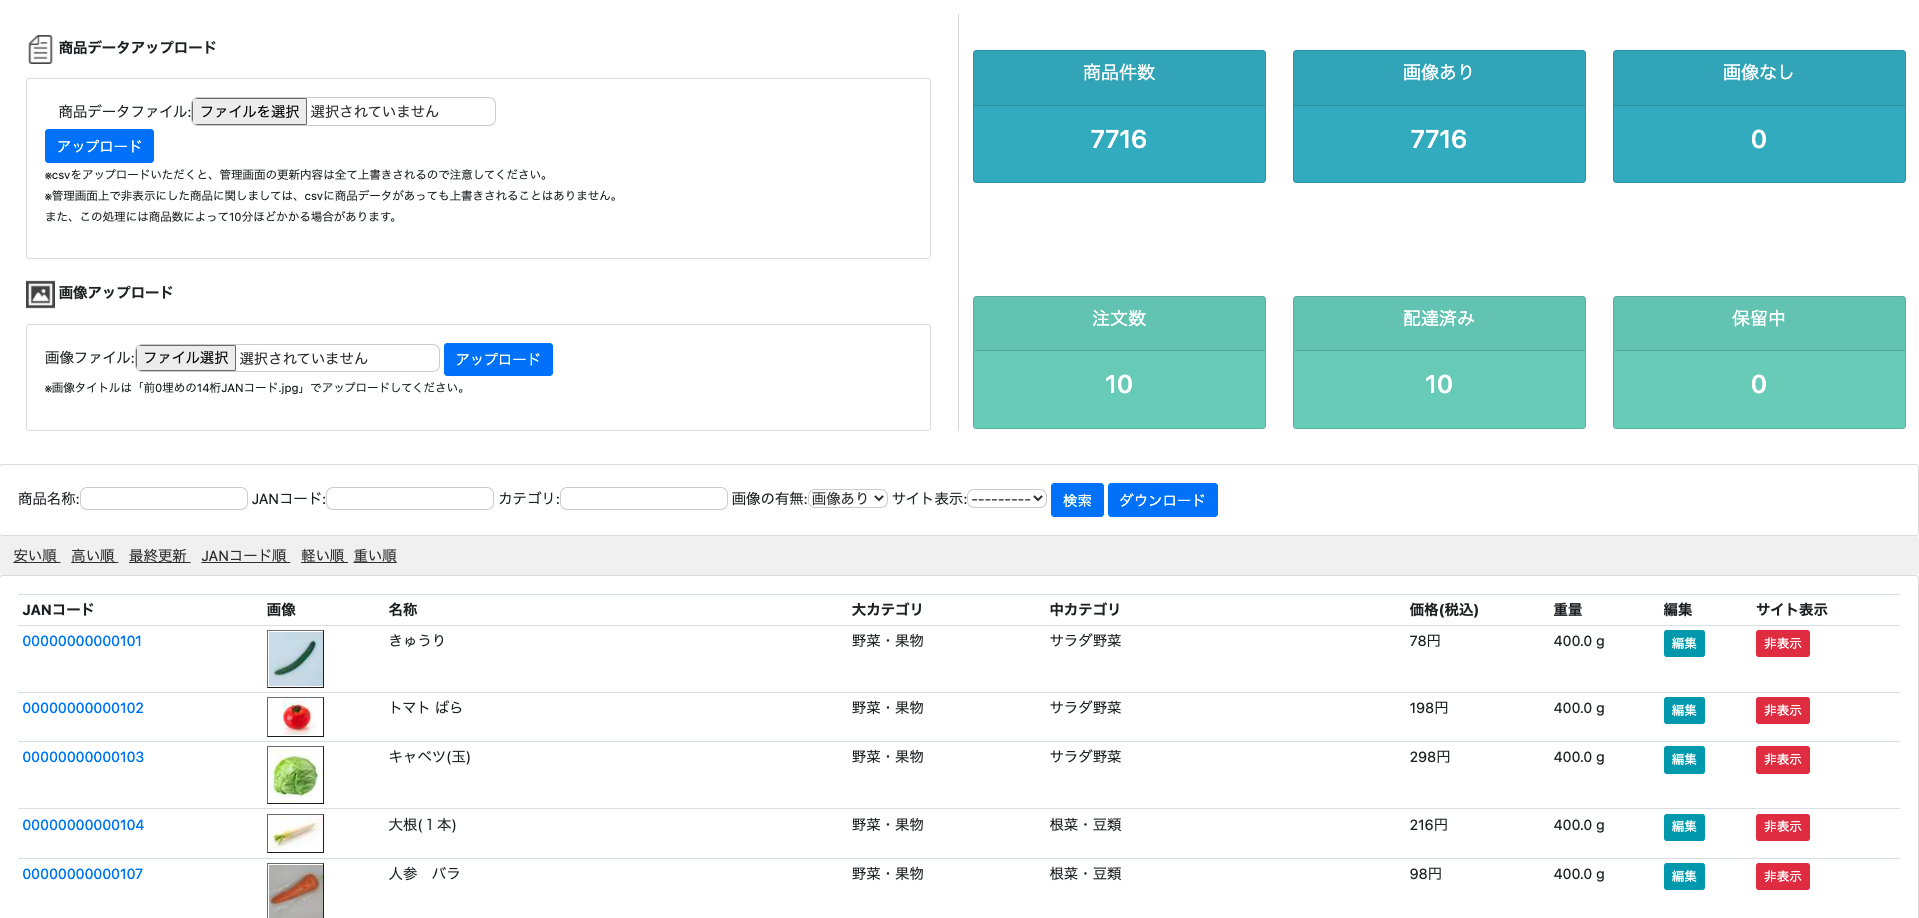 商品データアップロード
商品データファイル:ファイルを選択 選択されていません
アップロード
※csvをアップロードいただくと、管理画面の更新内容は全て上書きされるので注意してください。
※管理画面上で非表示にした商品に関しましては、csvに商品データがあっても上書きされることはありません。
また、この処理には商品数によって10分ほどかかる場合があります。
画像アップロード
画像ファイル:ファイル選択 選択されていません アップロード
※画像タイトルは「前0埋めの14桁JANコード.jpg」でアップロードしてください。
商品件数 画像あり 画像なし
7716 7716 0
注文数 配達済み 保留中
10 10 0
商品名称: JANコード: カテゴリ: 画像の有無:画像あり サイト表示:--------- 検索 ダウンロード
安い順 高い順 最終更新 JANコード順 軽い順 重い順
JANコード 画像 名称 大カテゴリ 中カテゴリ 価格(税込) 重量 編集 サイト表示
00000000000101 きゅうり 野菜・果物 サラダ野菜 78円 400.0 g 編集 非表示
00000000000102 トマト ばら 野菜・果物 サラダ野菜 198円 400.0 g 編集 非表示
00000000000103 キャベツ(玉) 野菜・果物 サラダ野菜 298円 400.0 g 編集 非表示
00000000000104 大根(１本) 野菜・果物 根菜・豆類 216円 400.0 g 編集 非表示
00000000000107 人参　バラ 野菜・果物 根菜・豆類 98円 400.0 g 編集 非表示